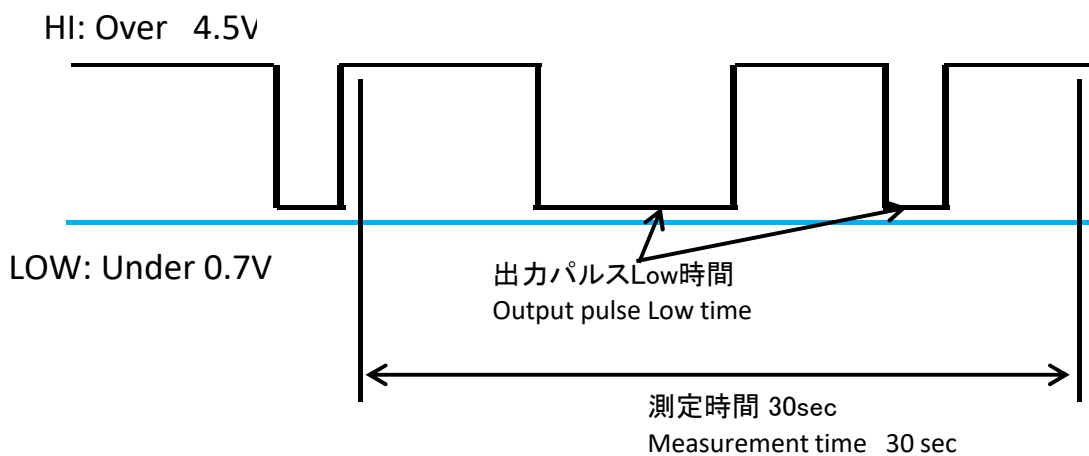 HI: Over 4.5V
LOW: Under 0.7V
出力パルスLow時間
Output pulse Low time
測定時間 30sec
Measurement time 30 sec